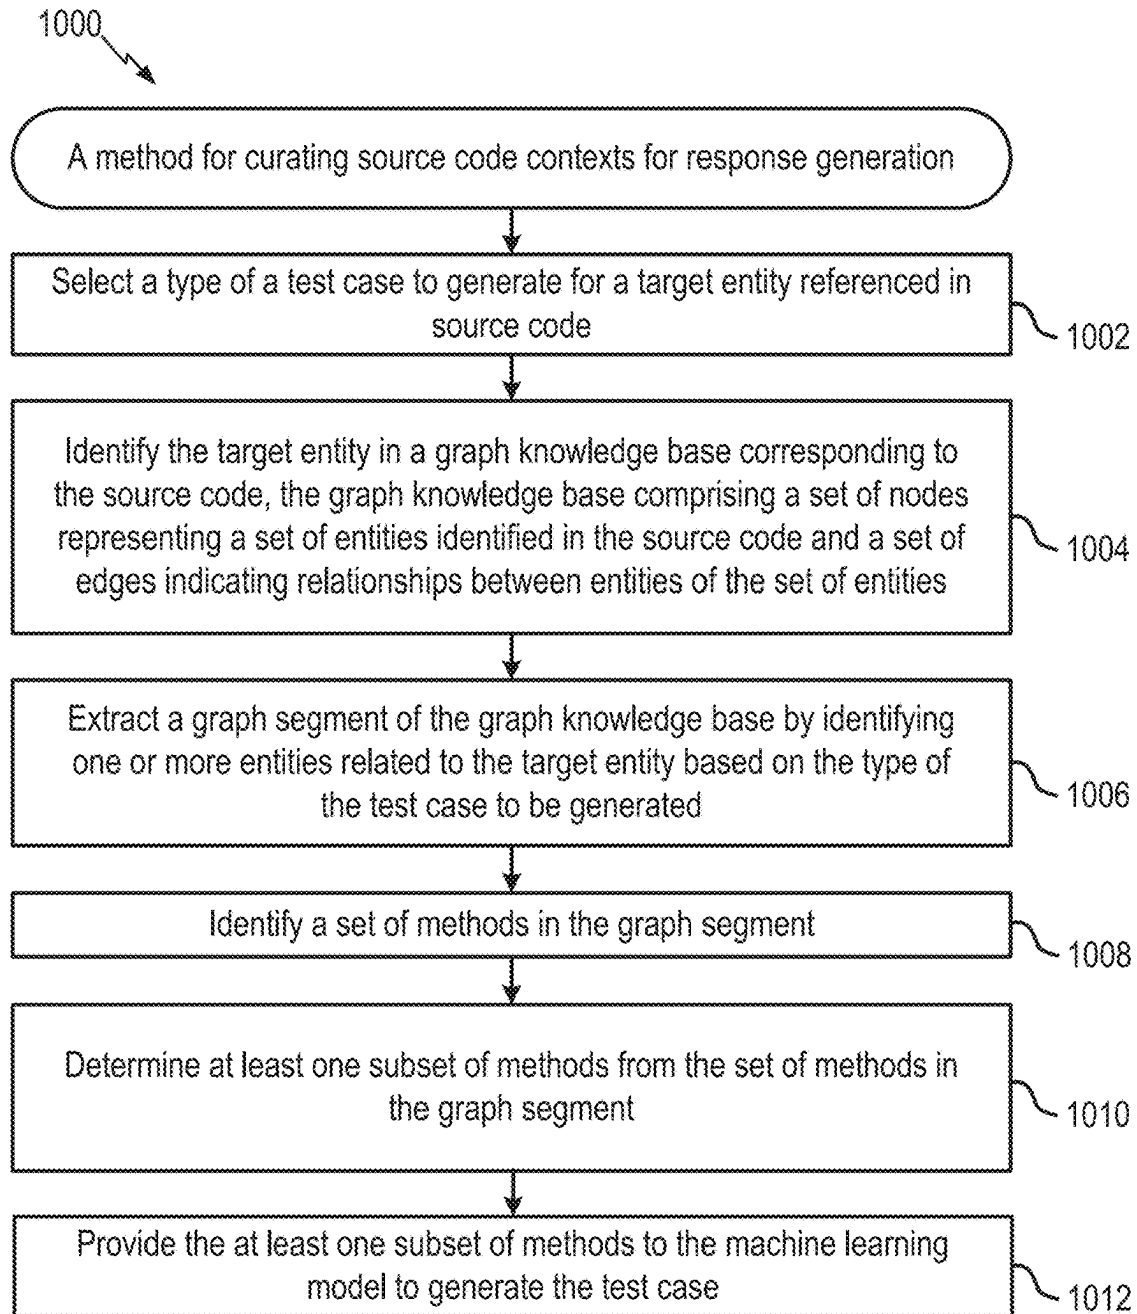 1000
A method for curating source code contexts for response generation
Select a type of a test case to generate for a target entity referenced in
source code
1002
Identify the target entity in a graph knowledge base corresponding to
the source code, the graph knowledge base comprising a set of nodes
representing a set of entities identified in the source code and a set of
edges indicating relationships between entities of the set of entities
1004
Extract a graph segment of the graph knowledge base by identifying
one or more entities related to the target entity based on the type of
the test case to be generated
1006
Identify a set of methods in the graph segment
1008
Determine at least one subset of methods from the set of methods in
the graph segment
1010
Provide the at least one subset of methods to the machine learning
model to generate the test case
1012